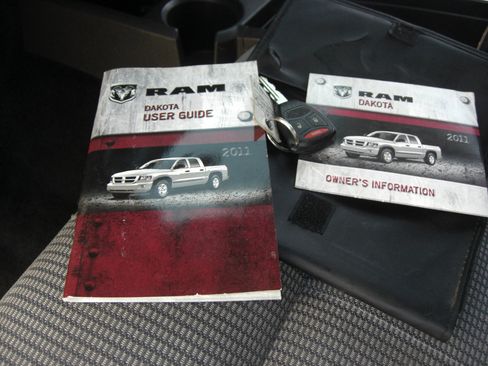 RAM
DAKOTA
USER GUIDE
2011
RAM
DAKOTA
2011
OWNER'S INFORMATION